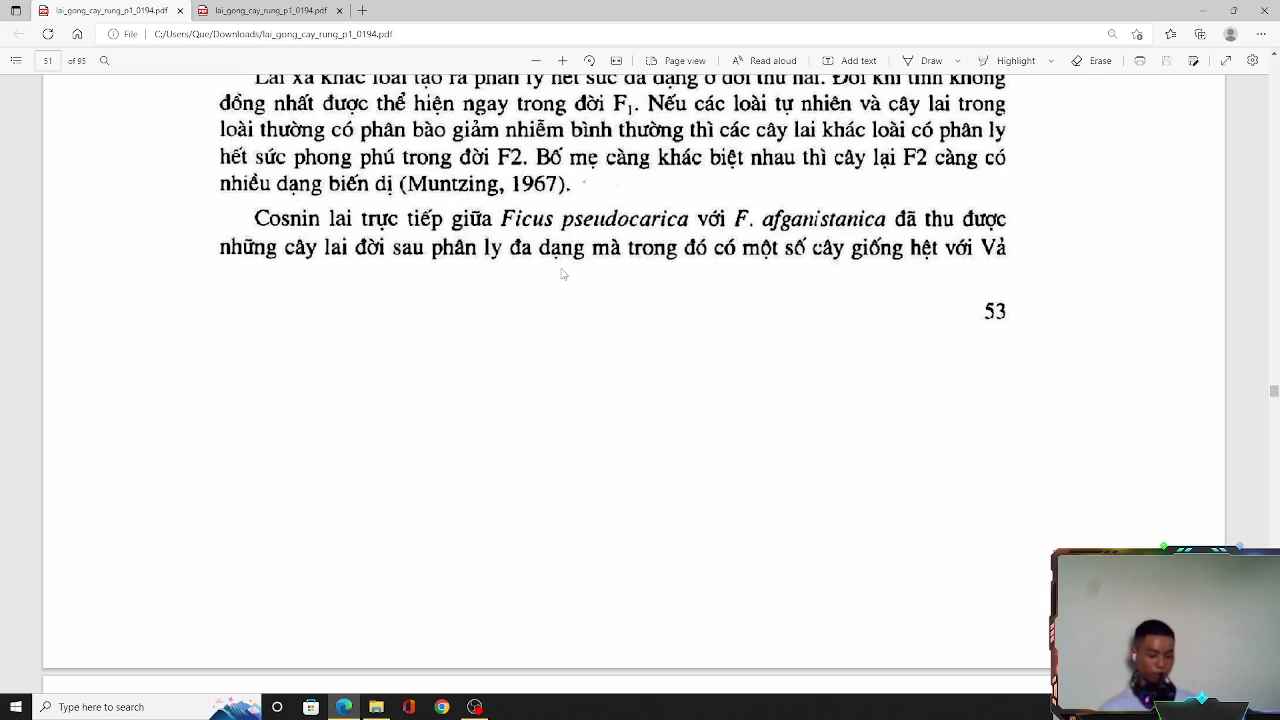 lai_gong_cay_rung_p1_0194.pdf
lai_gong_cay_rung_p1_0194.pdf
File
C:/Users/Que/Downloads/lai_gong_cay_rung_p1_0194.pdf
51 of 95
Page view
Read aloud
Add text
Draw
Highlight
Erase
Lai xa khác loài tạo ra phân ly hết sức đa dạng ở đời thứ hai. Đôi khi tính không
đồng nhất được thể hiện ngay trong đời F1. Nếu các loài tự nhiên và cây lai trong
loài thường có phân bào giảm nhiễm bình thường thì các cây lai khác loài có phân ly
hết sức phong phú trong đời F2. Bố mẹ càng khác biệt nhau thì cây lại F2 càng có
nhiều dạng biến dị (Muntzing, 1967).
Cosnin lai trực tiếp giữa Ficus pseudocarica với F. afganistanica đã thu được
những cây lai đời sau phân ly đa dạng mà trong đó có một số cây giống hệt với Vả
53
Type here to search